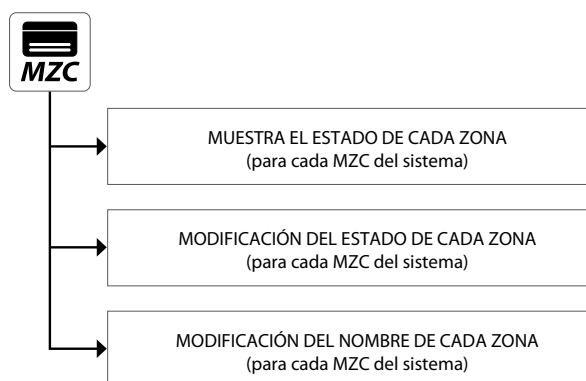 MZC
MUESTRA EL ESTADO DE CADA ZONA
(para cada MZC del sistema)
MODIFICACIÓN DEL ESTADO DE CADA ZONA
(para cada MZC del sistema)
MODIFICACIÓN DEL NOMBRE DE CADA ZONA
(para cada MZC del sistema)